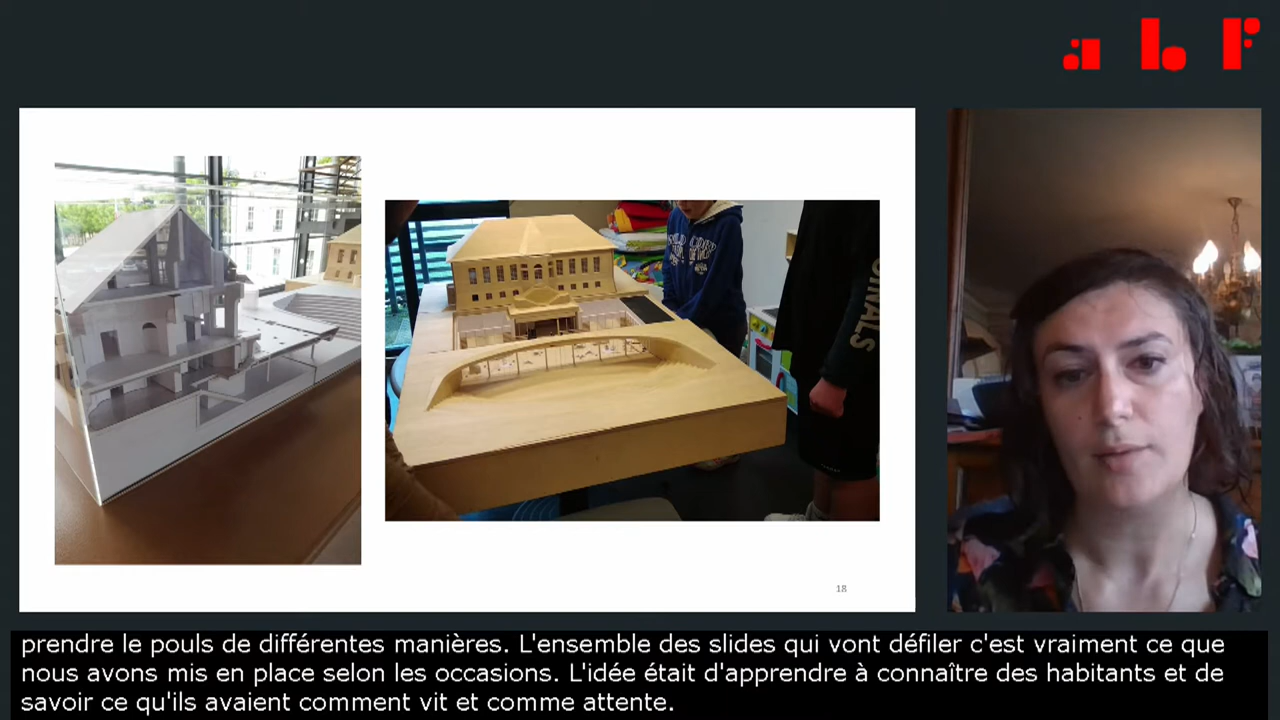 abf
18
prendre le pouls de différentes manières. L'ensemble des slides qui vont défiler c'est vraiment ce que
nous avons mis en place selon les occasions. L'idée était d'apprendre à connaître des habitants et de
savoir ce qu'ils avaient comment vit et comme attente.